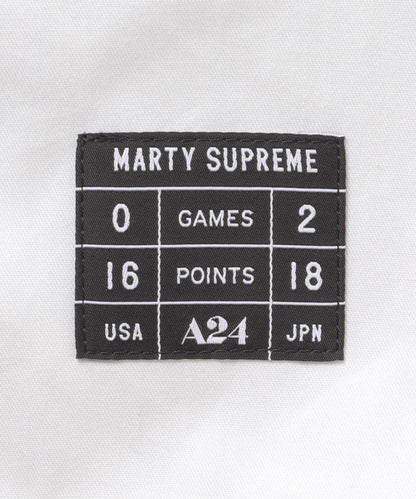 MARTY SUPREME
0 GAMES 2
16 POINTS 18
USA A24 JPN